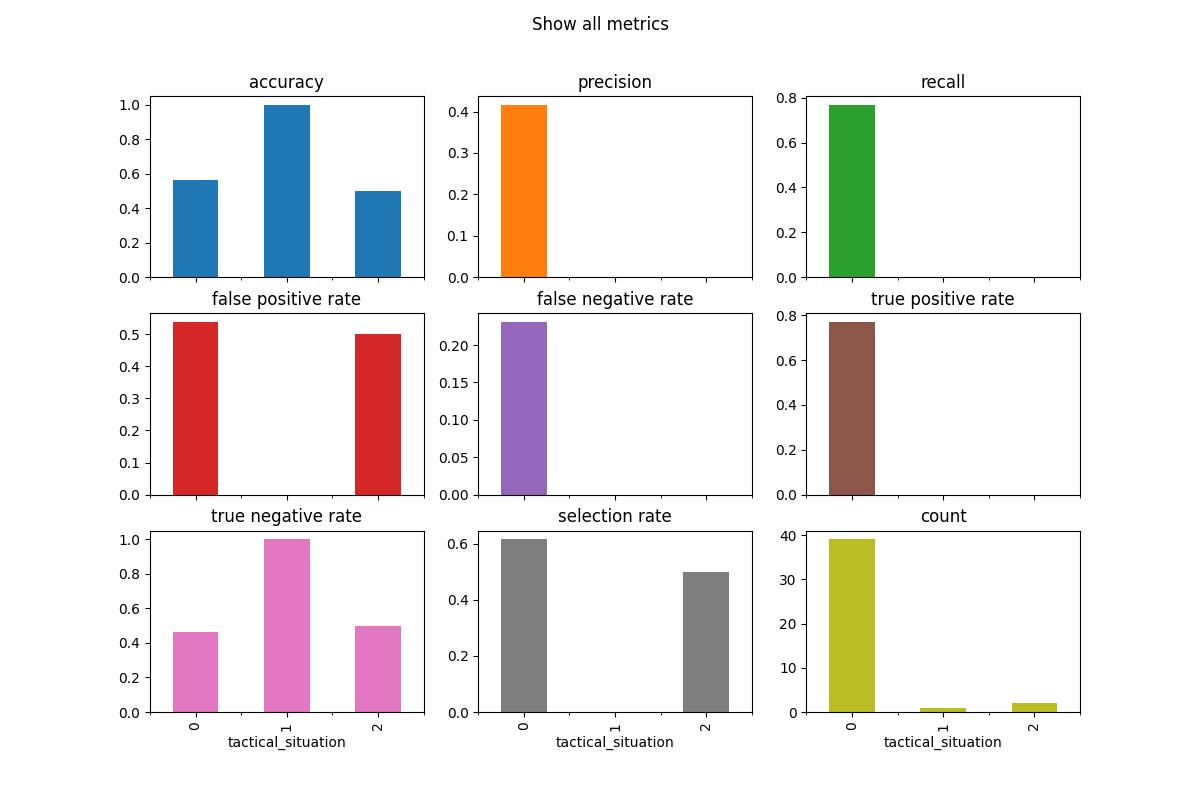 Show all metrics
accuracy
1.0
0.8
0.6
0.4
0.2
0.0
precision
0.4
0.3
0.2
0.1
0.0
recall
0.8
0.6
0.4
0.2
0.0
false positive rate
0.5
0.4
0.3
0.2
0.1
0.0
false negative rate
0.20
0.15
0.10
0.05
0.00
true positive rate
0.8
0.6
0.4
0.2
0.0
true negative rate
1.0
0.8
0.6
0.4
0.2
0.0
0 1 2
tactical_situation
selection rate
0.6
0.4
0.2
0.0
0 1 2
tactical_situation
count
40
30
20
10
0
0 1 2
tactical_situation